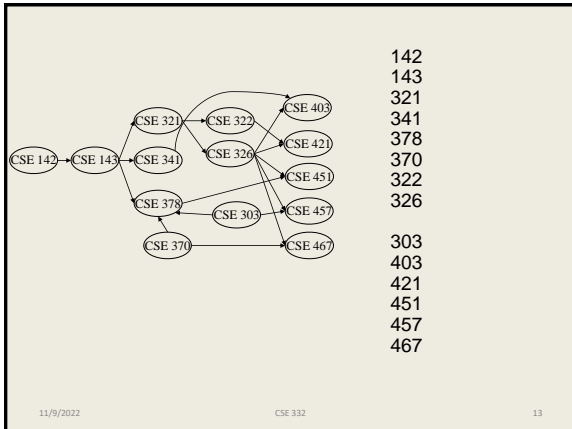 CSE 142
CSE 143
CSE 321
CSE 341
CSE 378
CSE 370
CSE 322
CSE 326
CSE 303
CSE 403
CSE 421
CSE 451
CSE 457
CSE 467
142
143
321
341
378
370
322
326
303
403
421
451
457
467
11/9/2022
CSE 332
13